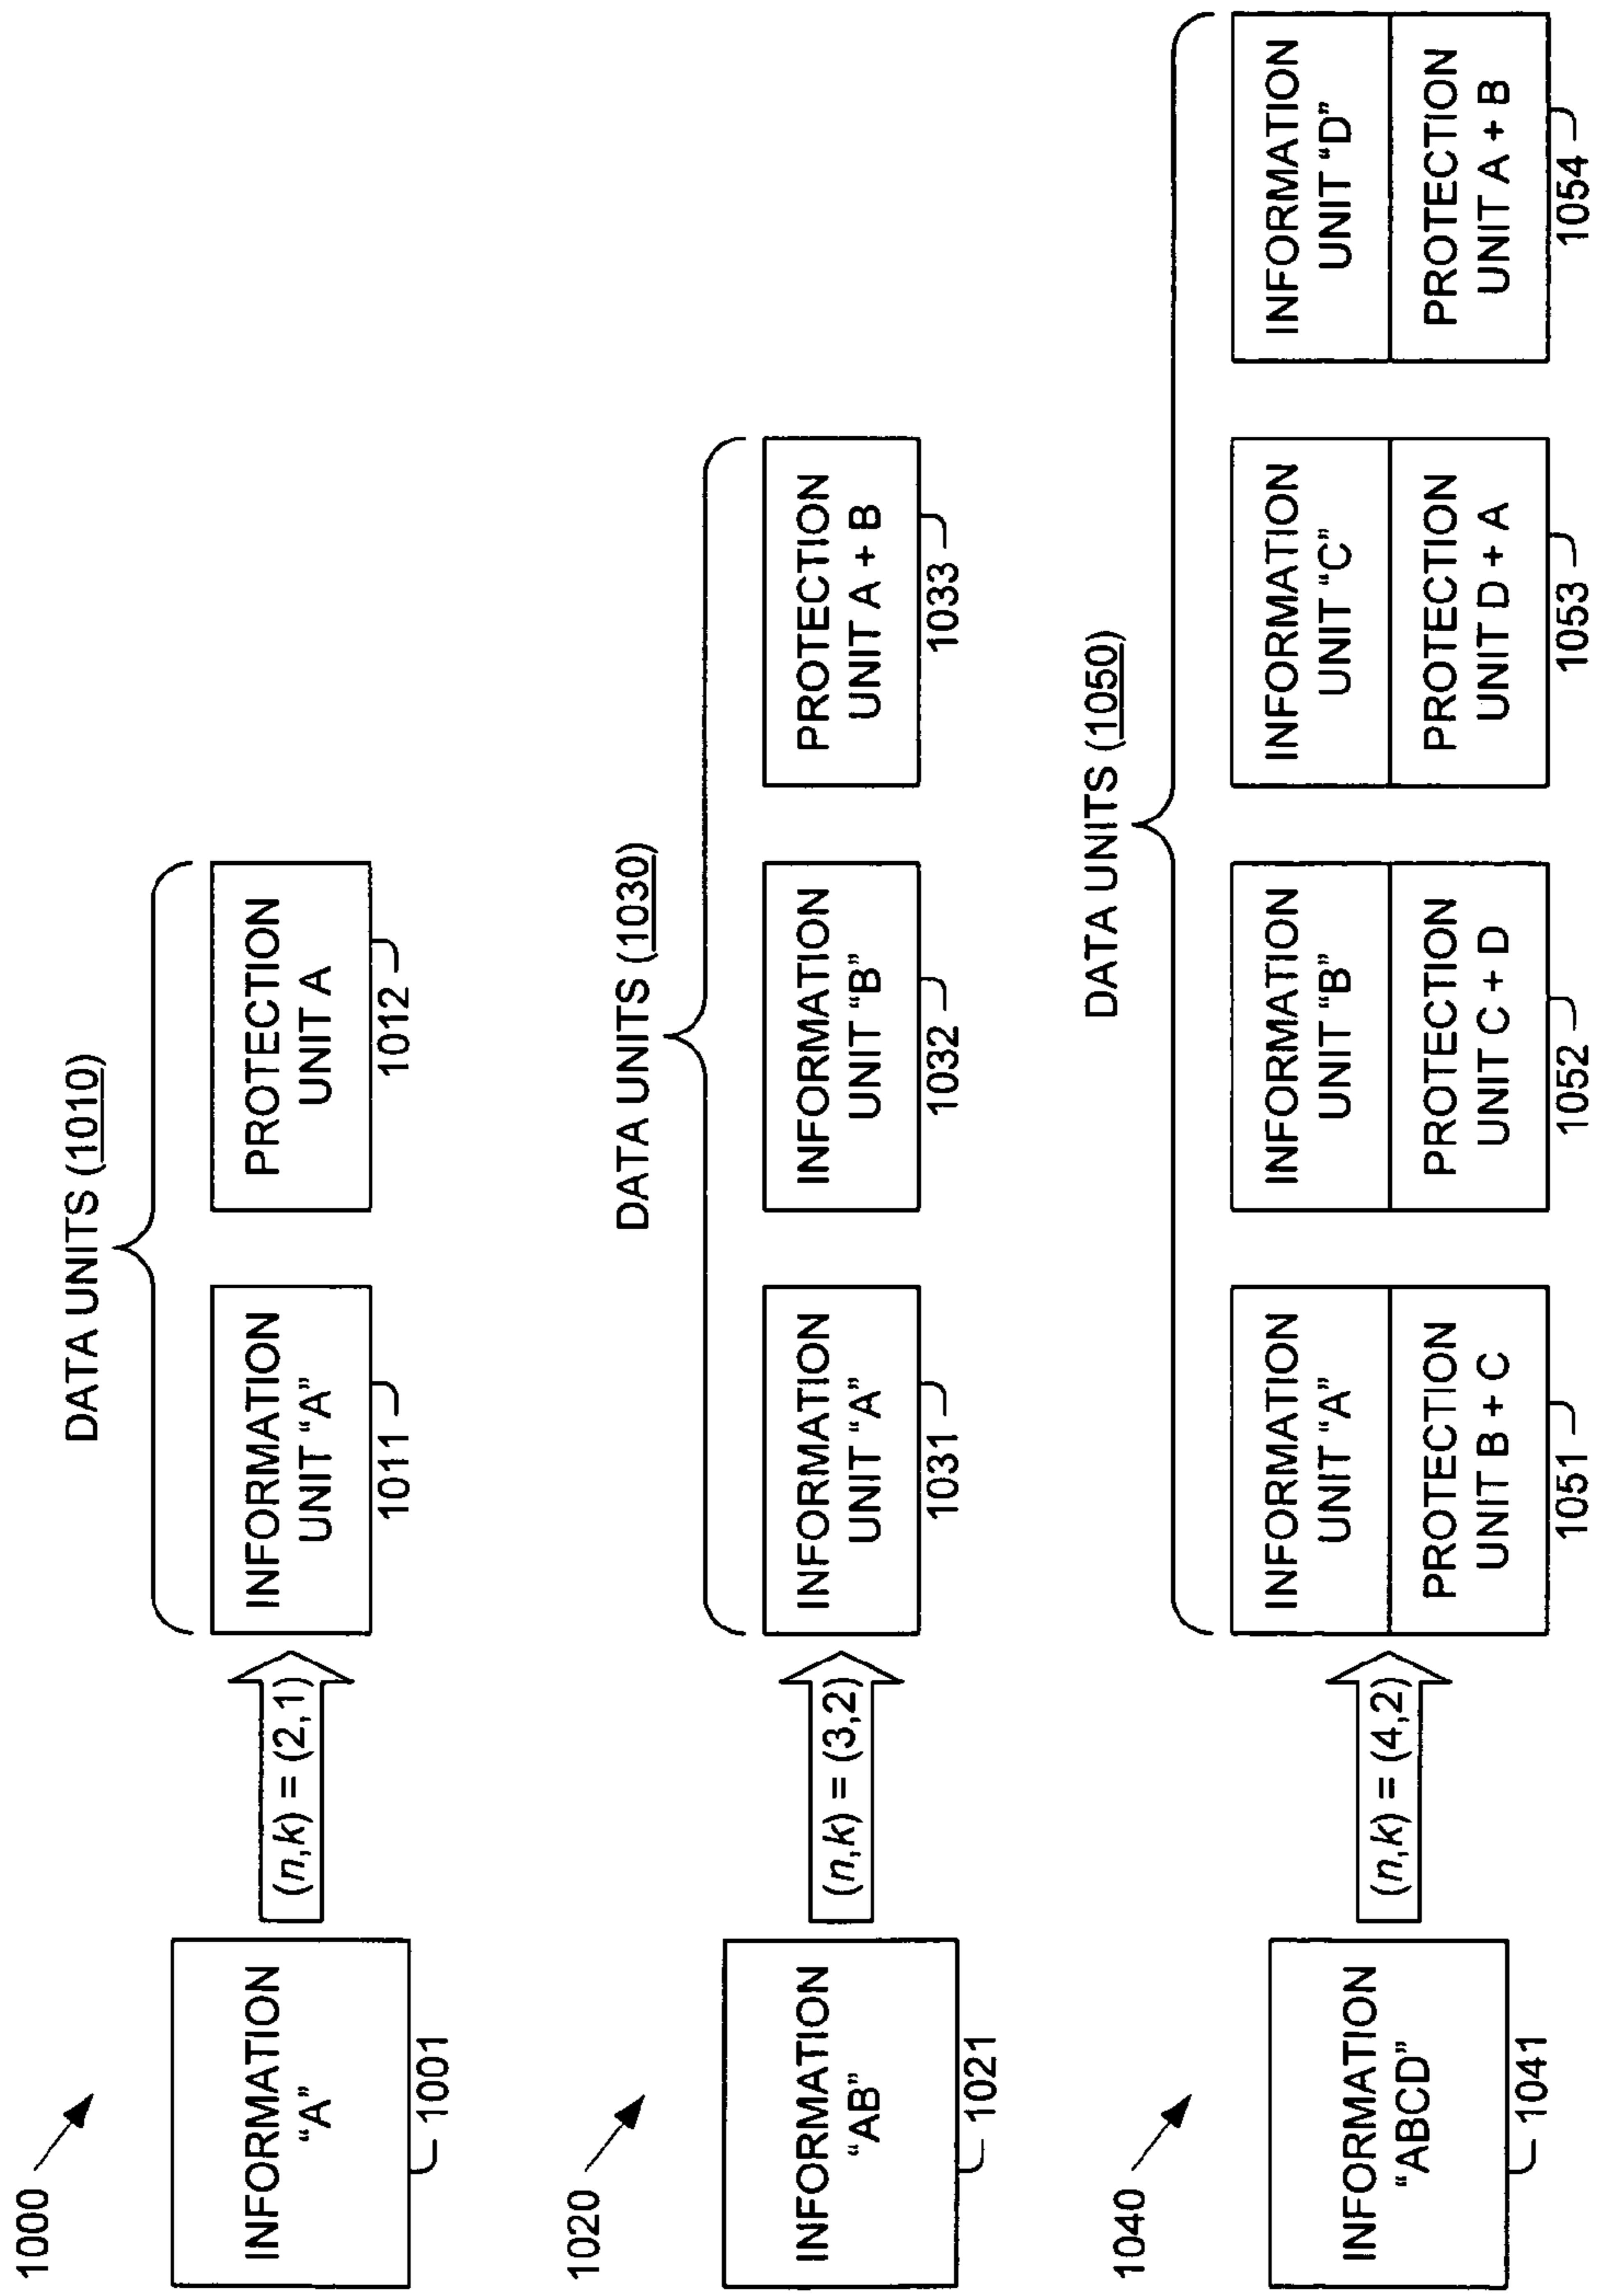 1000
DATA UNITS (1010)
INFORMATION
“A”
1001
(n,k) = (2,1)
INFORMATION
UNIT “A”
1011
PROTECTION
UNIT A
1012
1020
DATA UNITS (1030)
INFORMATION
“AB”
1021
(n,k) = (3,2)
INFORMATION
UNIT “A”
1031
INFORMATION
UNIT “B”
1032
PROTECTION
UNIT A + B
1033
1040
DATA UNITS (1050)
INFORMATION
“ABCD”
1041
(n,k) = (4,2)
INFORMATION
UNIT “A”
PROTECTION
UNIT B + C
1051
INFORMATION
UNIT “B”
PROTECTION
UNIT C + D
1052
INFORMATION
UNIT “C”
PROTECTION
UNIT D + A
1053
INFORMATION
UNIT “D”
PROTECTION
UNIT A + B
1054